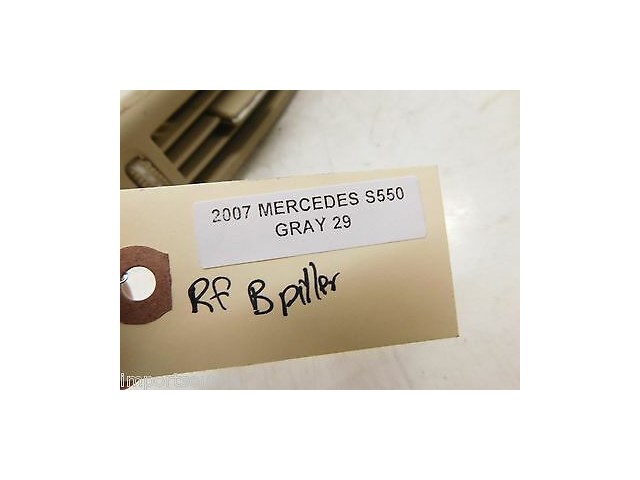 2007 MERCEDES S550
GRAY 29
RF B piller